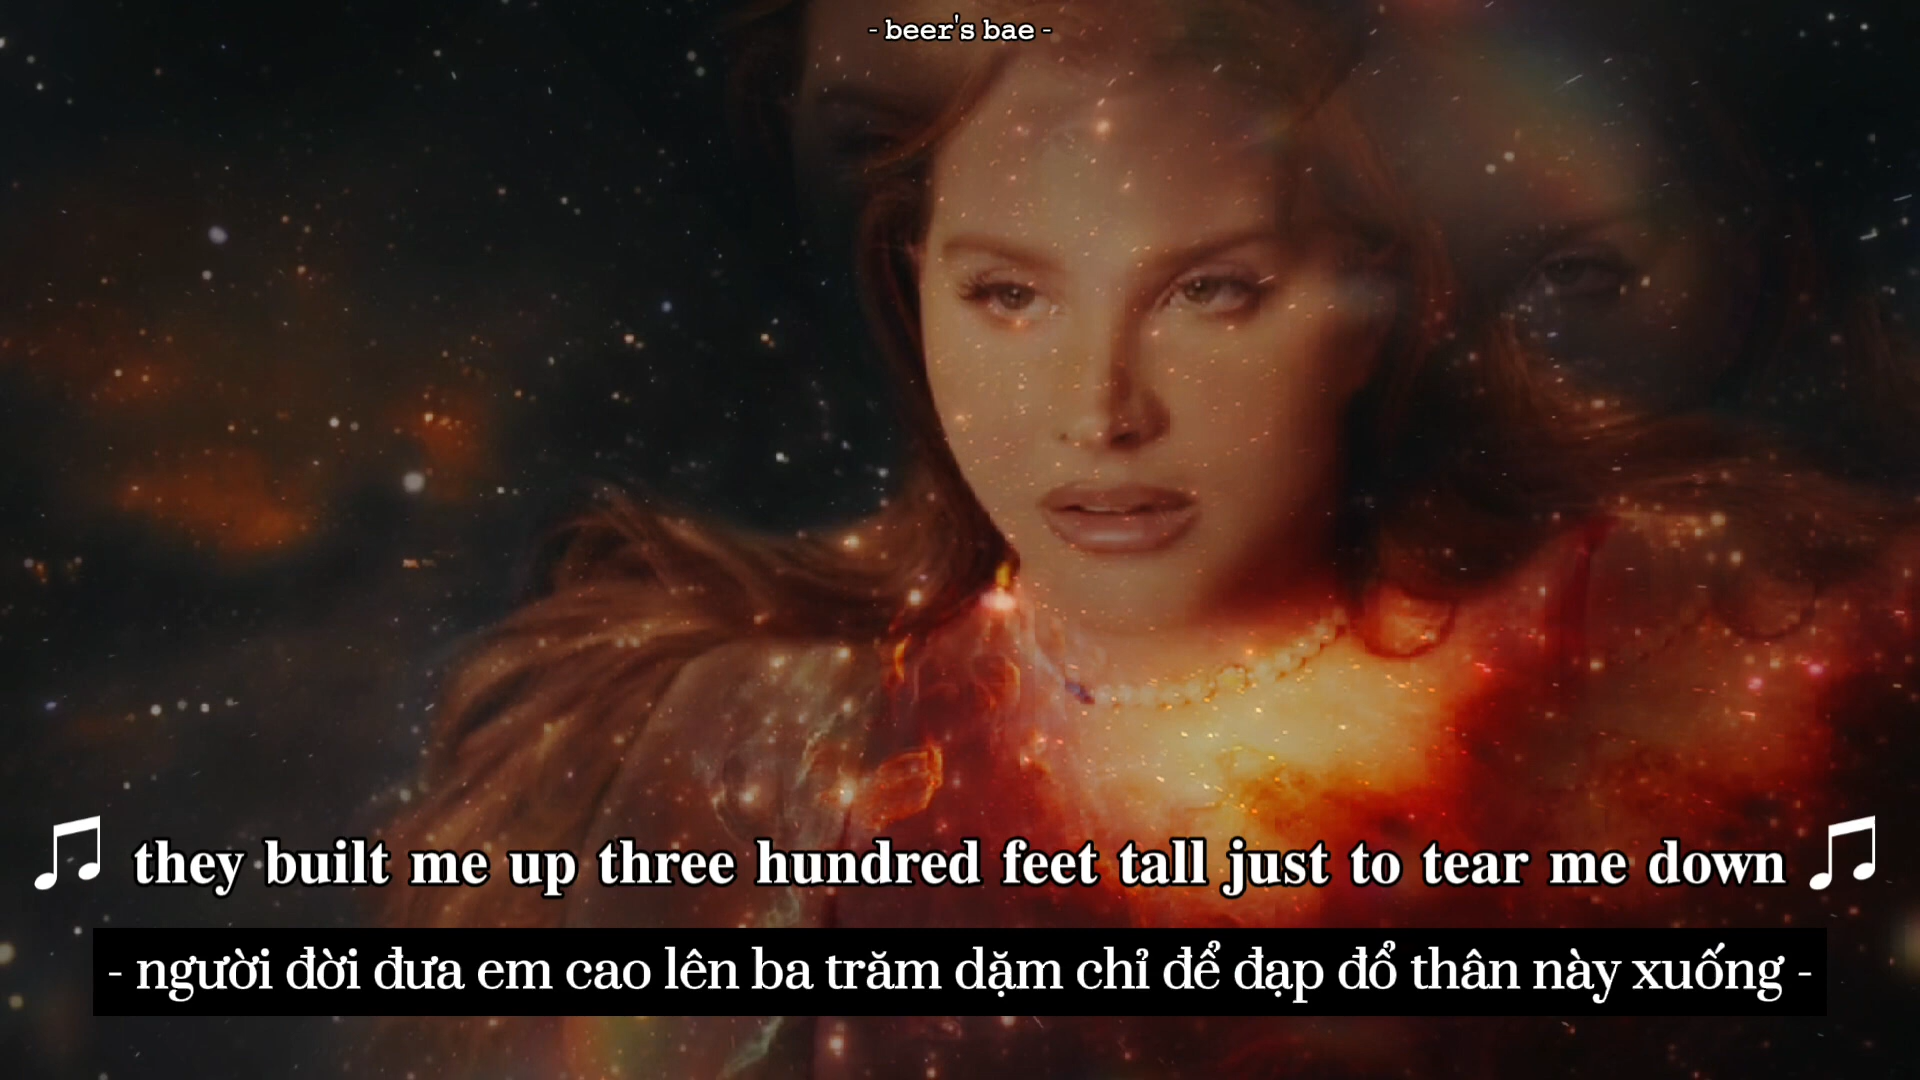 - beer's bae -
they built me up three hundred feet tall just to tear me down
- người đời đưa em cao lên ba trăm dặm chỉ để đạp đổ thân này xuống -